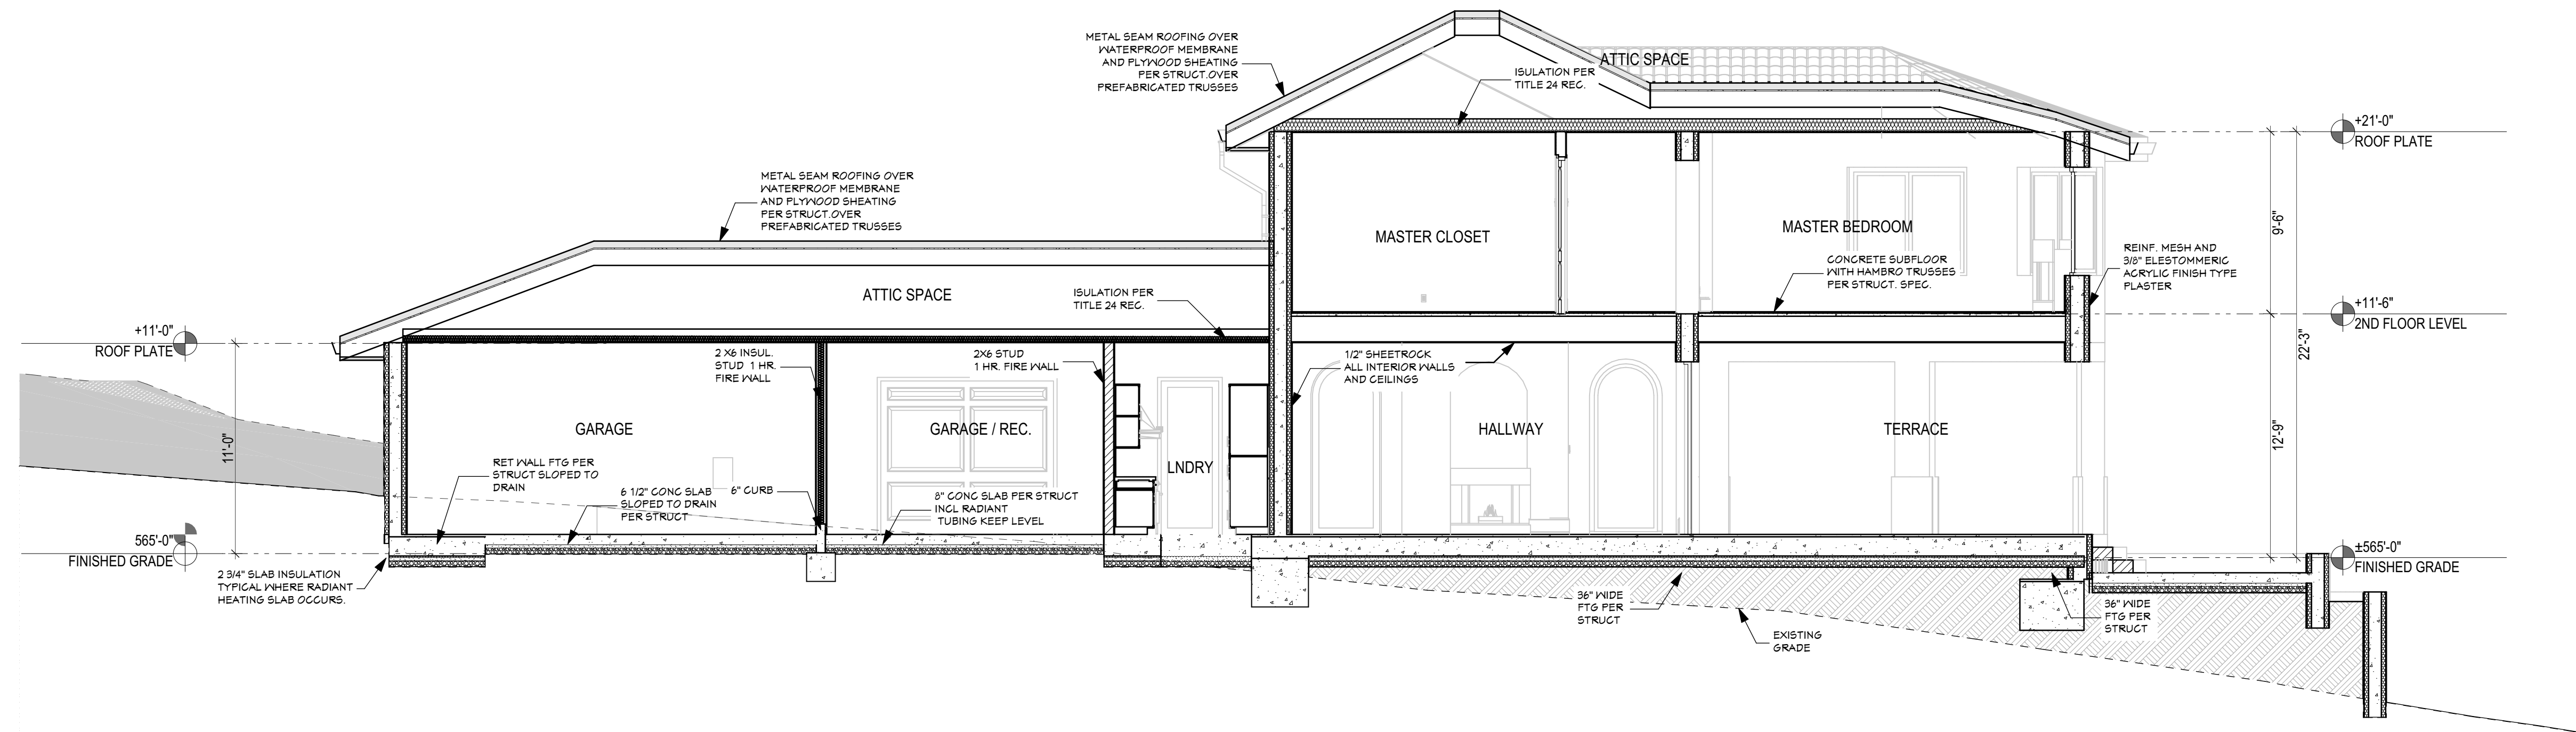 METAL SEAM ROOFING OVER
WATERPROOF MEMBRANE
AND PLYWOOD SHEATING
PER STRUCT.OVER
PREFABRICATED TRUSSES
ATTIC SPACE
ISULATION PER
TITLE 24 REC.
+21'-0"
ROOF PLATE
METAL SEAM ROOFING OVER
WATERPROOF MEMBRANE
AND PLYWOOD SHEATING
PER STRUCT.OVER
PREFABRICATED TRUSSES
MASTER CLOSET
MASTER BEDROOM
9'-6"
CONCRETE SUBFLOOR
WITH HAMBRO TRUSSES
PER STRUCT. SPEC.
REINF. MESH AND
3/8" ELESTOMMERIC
ACRYLIC FINISH TYPE
PLASTER
ATTIC SPACE
ISULATION PER
TITLE 24 REC.
+11'-6"
2ND FLOOR LEVEL
+11'-0"
ROOF PLATE
22'-3"
2 X6 INSUL.
STUD 1 HR.
FIRE WALL
2X6 STUD
1 HR. FIRE WALL
1/2" SHEETROCK
ALL INTERIOR WALLS
AND CEILINGS
11'-0"
GARAGE
GARAGE / REC.
LNDRY
HALLWAY
TERRACE
12'-9"
RET WALL FTG PER
STRUCT SLOPED TO
DRAIN
6 1/2" CONC SLAB
SLOPED TO DRAIN
PER STRUCT
6" CURB
8" CONC SLAB PER STRUCT
INCL RADIANT
TUBING KEEP LEVEL
565'-0"
FINISHED GRADE
±565'-0"
FINISHED GRADE
2 3/4" SLAB INSULATION
TYPICAL WHERE RADIANT
HEATING SLAB OCCURS.
36" WIDE
FTG PER
STRUCT
36" WIDE
FTG PER
STRUCT
EXISTING
GRADE